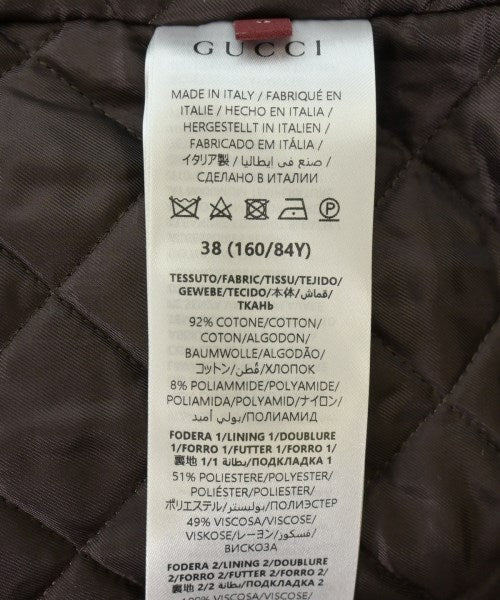 GUCCI
MADE IN ITALY / FABRIQUÉ EN
ITALIE / HECHO EN ITALIA /
HERGESTELLT IN ITALIEN /
FABRICADO EM ITÁLIA /
イタリア製 / صنع في ايطاليا /
СДЕЛАНО В ИТАЛИИ
38 (160/84Y)
TESSUTO/FABRIC/TISSU/TEJIDO/
GEWEBE/TECIDO/本体/قماش/
ТКАНЬ
92% COTONE/COTTON/
COTON/ALGODON/
BAUMWOLLE/ALGODÃO/
コットン/قطن/ХЛОПОК
8% POLIAMMIDE/POLYAMIDE/
POLIAMIDA/POLYAMID/ナイロン/
بولي أميد/ПОЛИАМИД
FODERA 1/LINING 1/DOUBLURE
1/FORRO 1/FUTTER 1/FORRO 1/
裏地 1/بطانة 1/ПОДКЛАДКА 1
51% POLIESTERE/POLYESTER/
POLYESTER/POLIÉSTER/
POLIÉSTER/POLYESTER/
ポリエステル/بوليستر/ПОЛИЭСТЕР
49% VISCOSA/VISCOSE/
VISKOSE/レーヨン/فسكوز/
ВИСКОЗА
FODERA 2/LINING 2/DOUBLURE
2/FORRO 2/FUTTER 2/FORRO 2/
裏地 2/بطانة 2/ПОДКЛАДКА 2
100% VISCOSA/VISCOSE/